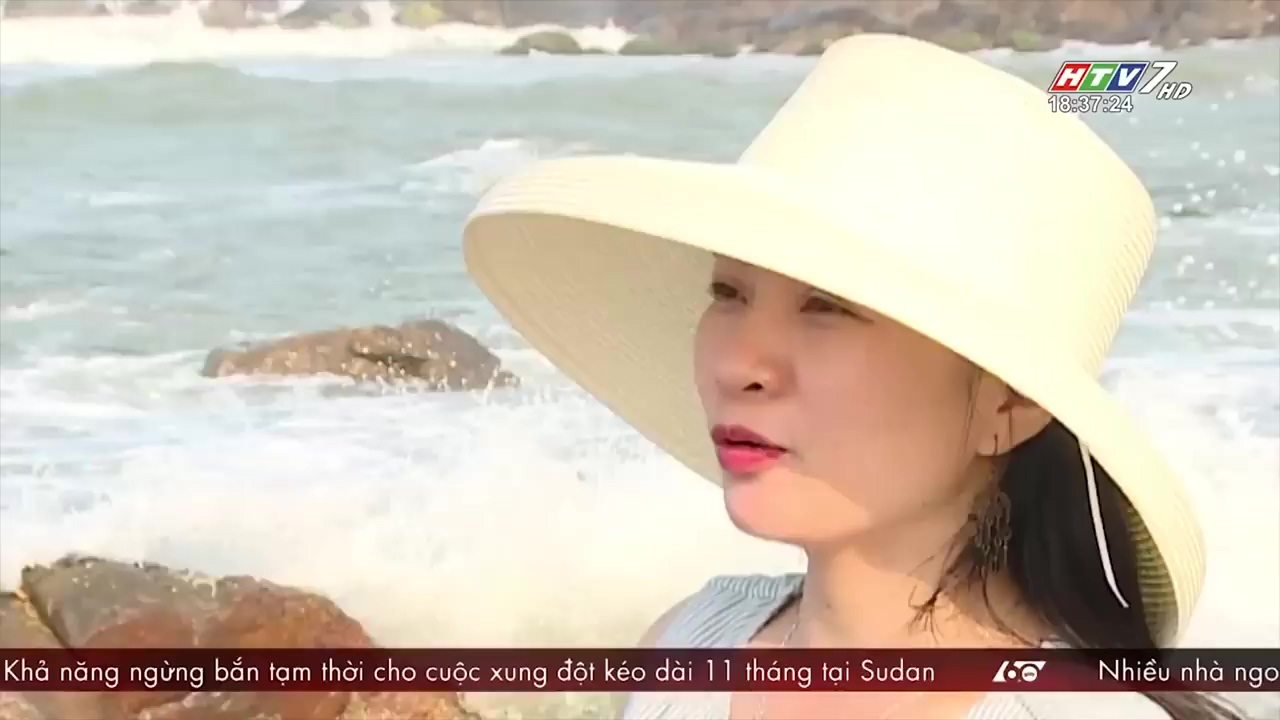 HTV7 HD
18:37:24
Khả năng ngừng bắn tạm thời cho cuộc xung đột kéo dài 11 tháng tại Sudan 60 Nhiều nhà ngo